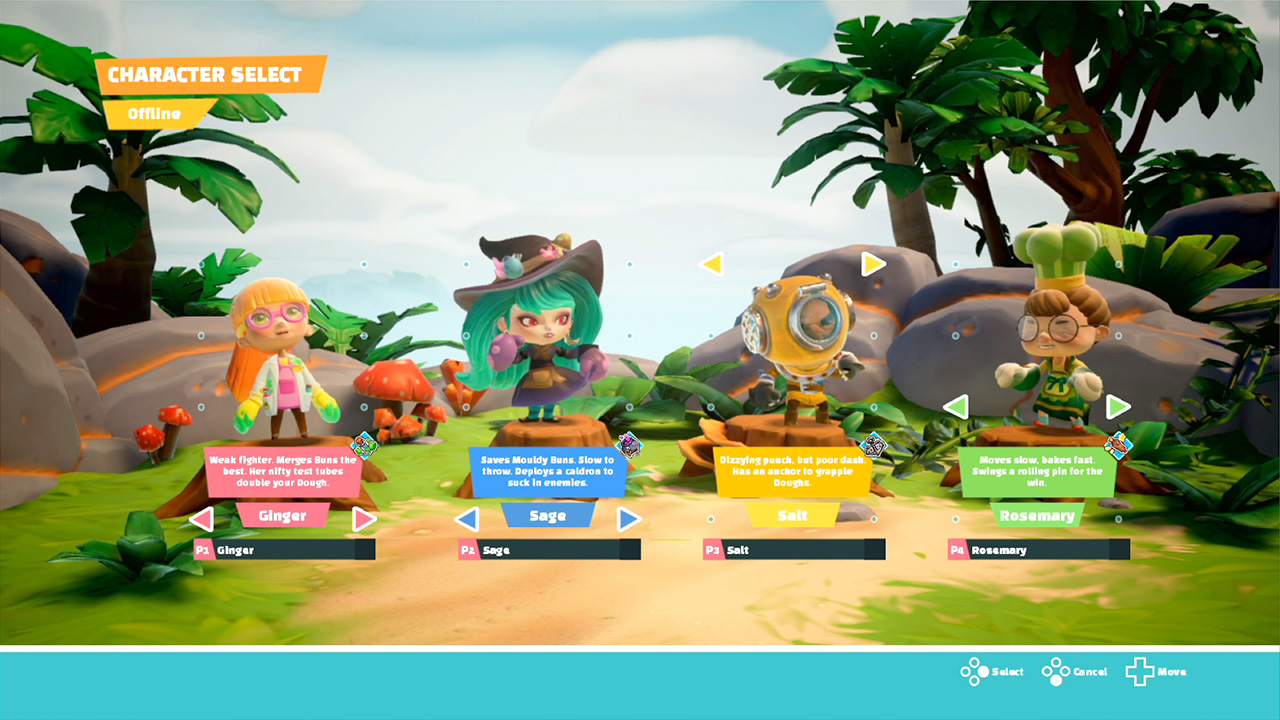 CHARACTER SELECT
Offline
Weak fighter. Merges Buns the
best. Her nifty test tubes
double your Dough.
Ginger
P1 Ginger
Saves Mouldy Buns. Slow to
throw. Deploys a caldron to
suck in enemies.
Sage
P2 Sage
Dizzying punch, but poor dash.
Has an anchor to grapple
Doughs.
Salt
P3 Salt
Moves slow, bakes fast.
Swings a rolling pin for the
win.
Rosemary
P4 Rosemary
Select Cancel Move